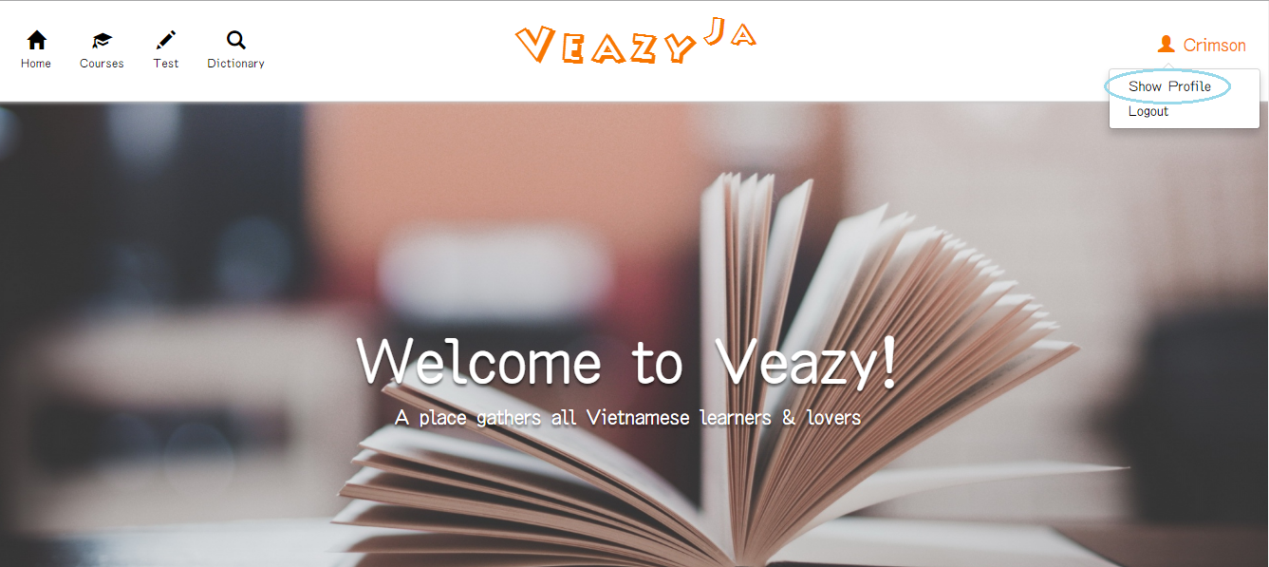 Home Courses Test Dictionary
VEAZY JA
Crimson
Show Profile
Logout
Welcome to Veazy!
A place gathers all Vietnamese learners & lovers